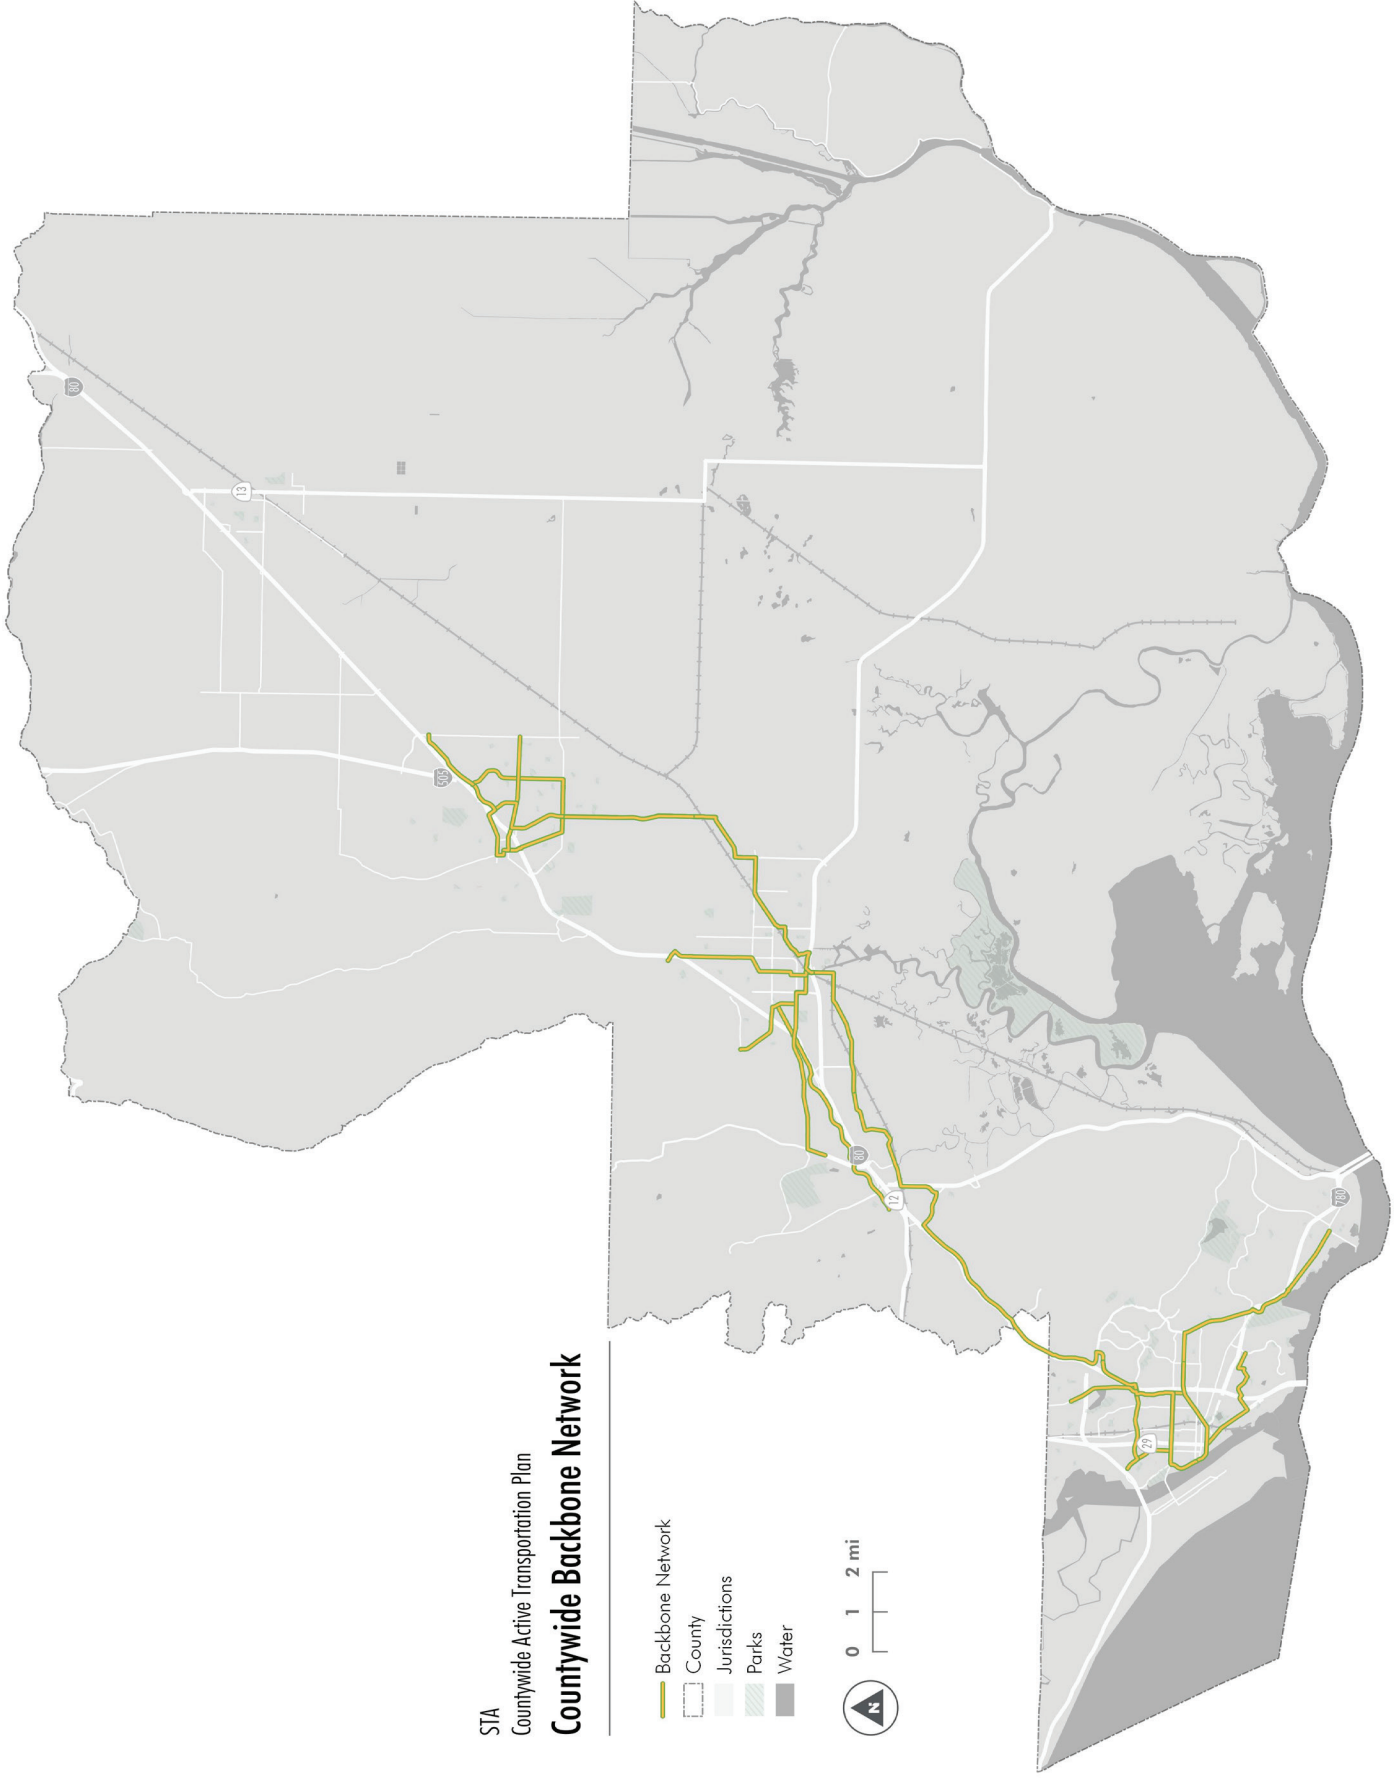 STA
Countywide Active Transportation Plan
Countywide Backbone Network
Backbone Network
County
Jurisdictions
Parks
Water
0 1 2 mi
N
80
505
13
80
12
29
780